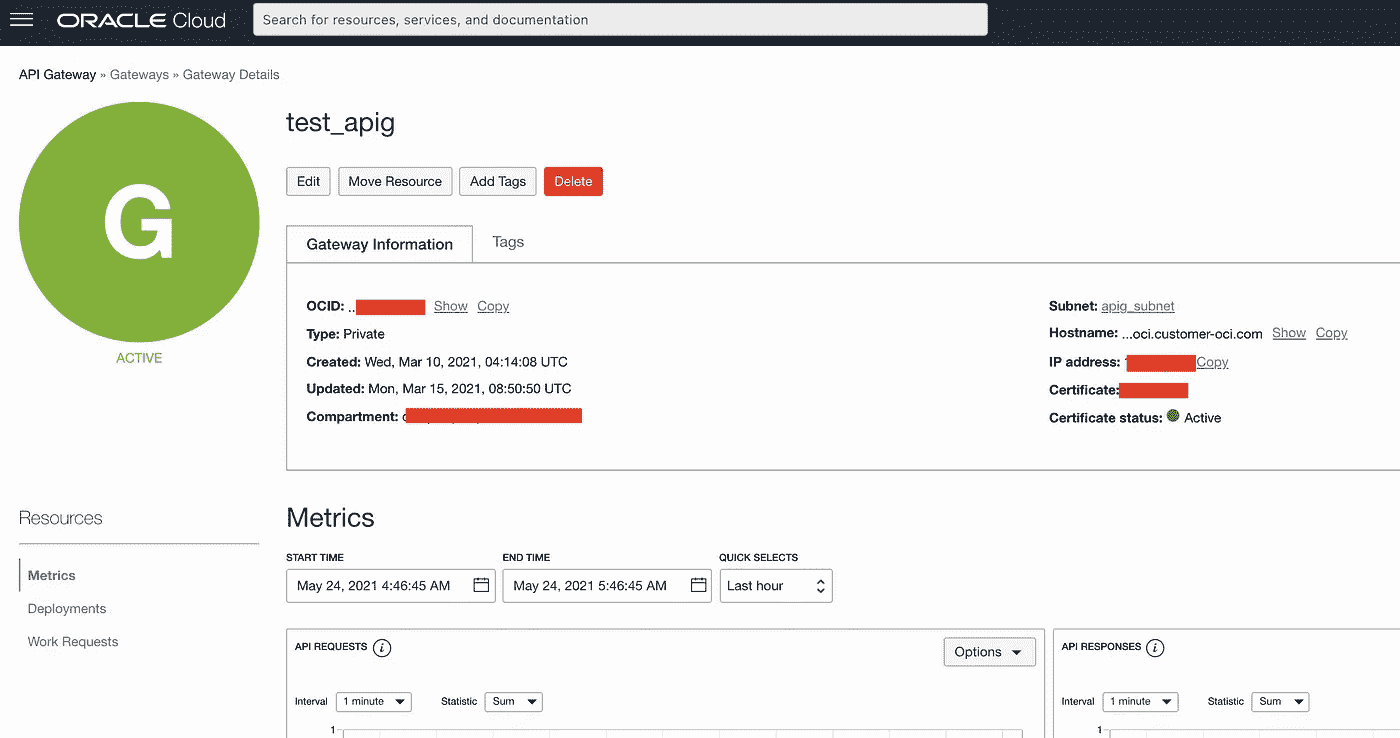 ORACLE Cloud
Search for resources, services, and documentation
API Gateway » Gateways » Gateway Details
G
ACTIVE
test_apig
Edit Move Resource Add Tags Delete
Gateway Information Tags
OCID: .. Show Copy
Type: Private
Created: Wed, Mar 10, 2021, 04:14:08 UTC
Updated: Mon, Mar 15, 2021, 08:50:50 UTC
Compartment:
Subnet: apig_subnet
Hostname: ...oci.customer-oci.com Show Copy
IP address: Copy
Certificate:
Certificate status: Active
Resources
Metrics
Deployments
Work Requests
Metrics
START TIME END TIME QUICK SELECTS
May 24, 2021 4:46:45 AM May 24, 2021 5:46:45 AM Last hour
API REQUESTS i Options
Interval 1 minute Statistic Sum
1
API RESPONSES i
Interval 1 minute Statistic Sum
1